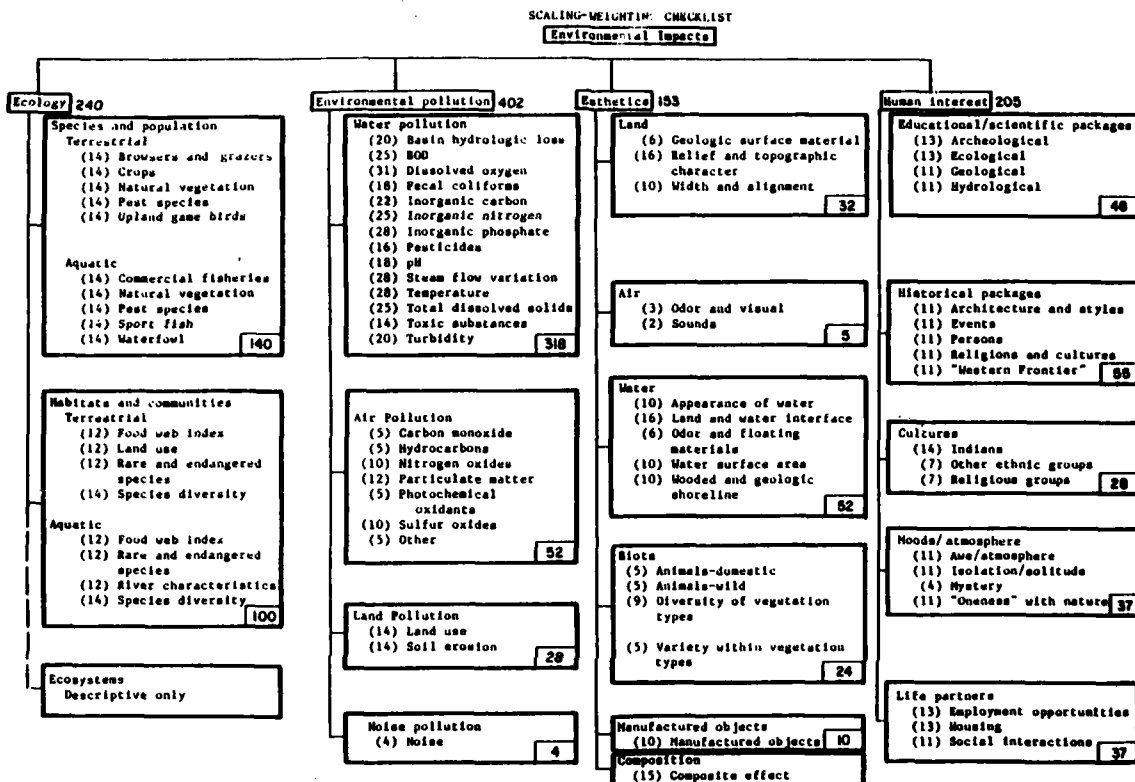 SCALING-WEIGHTIN: CHECKLIST
Environmental Impacts
Ecology 240
Species and population
Terrestrial
(14) Browsers and grazers
(14) Crops
(14) Natural vegetation
(14) Pest species
(14) Upland game birds
Aquatic
(14) Commercial fisheries
(14) Natural vegetation
(14) Pest species
(14) Sport fish
(14) Waterfowl
140
Habitats and communities
Terrestrial
(12) Food web index
(12) Land use
(12) Rare and endangered
species
(14) Species diversity
Aquatic
(12) Food web index
(12) Rare and endangered
species
(12) River characteristics
(14) Species diversity
100
Ecosystems
Descriptive only
Environmental pollution 402
Water pollution
(20) Basin hydrologic loss
(25) BOD
(31) Dissolved oxygen
(18) Fecal coliforms
(22) Inorganic carbon
(25) Inorganic nitrogen
(28) Inorganic phosphate
(16) Pesticides
(18) pH
(28) Steam flow variation
(28) Temperature
(25) Total dissolved solids
(14) Toxic substances
(20) Turbidity
318
Air Pollution
(5) Carbon monoxide
(5) Hydrocarbons
(10) Nitrogen oxides
(12) Particulate matter
(5) Photochemical
oxidants
(10) Sulfur oxides
(5) Other
52
Land Pollution
(14) Land use
(14) Soil erosion
28
Noise pollution
(4) Noise
4
Esthetics 153
Land
(6) Geologic surface material
(16) Relief and topographic
character
(10) Width and alignment
32
Air
(3) Odor and visual
(2) Sounds
5
Water
(10) Appearance of water
(16) Land and water interface
(6) Odor and floating
materials
(10) Water surface area
(10) Wooded and geologic
shoreline
52
Biota
(5) Animals-domestic
(5) Animals-wild
(9) Diversity of vegetation
types
(5) Variety within vegetation
types
24
Manufactured objects
(10) Manufactured objects
10
Composition
(15) Composite effect
Human interest 205
Educational/scientific packages
(13) Archeological
(13) Ecological
(11) Geological
(11) Hydrological
48
Historical packages
(11) Architecture and styles
(11) Events
(11) Persons
(11) Religions and cultures
(11) "Western Frontier"
55
Cultures
(14) Indians
(7) Other ethnic groups
(7) Religious groups
28
Moods/atmosphere
(11) Awe/atmosphere
(11) Isolation/solitude
(4) Mystery
(11) "Oneness" with nature
37
Life partners
(13) Employment opportunities
(13) Housing
(11) Social interactions
37